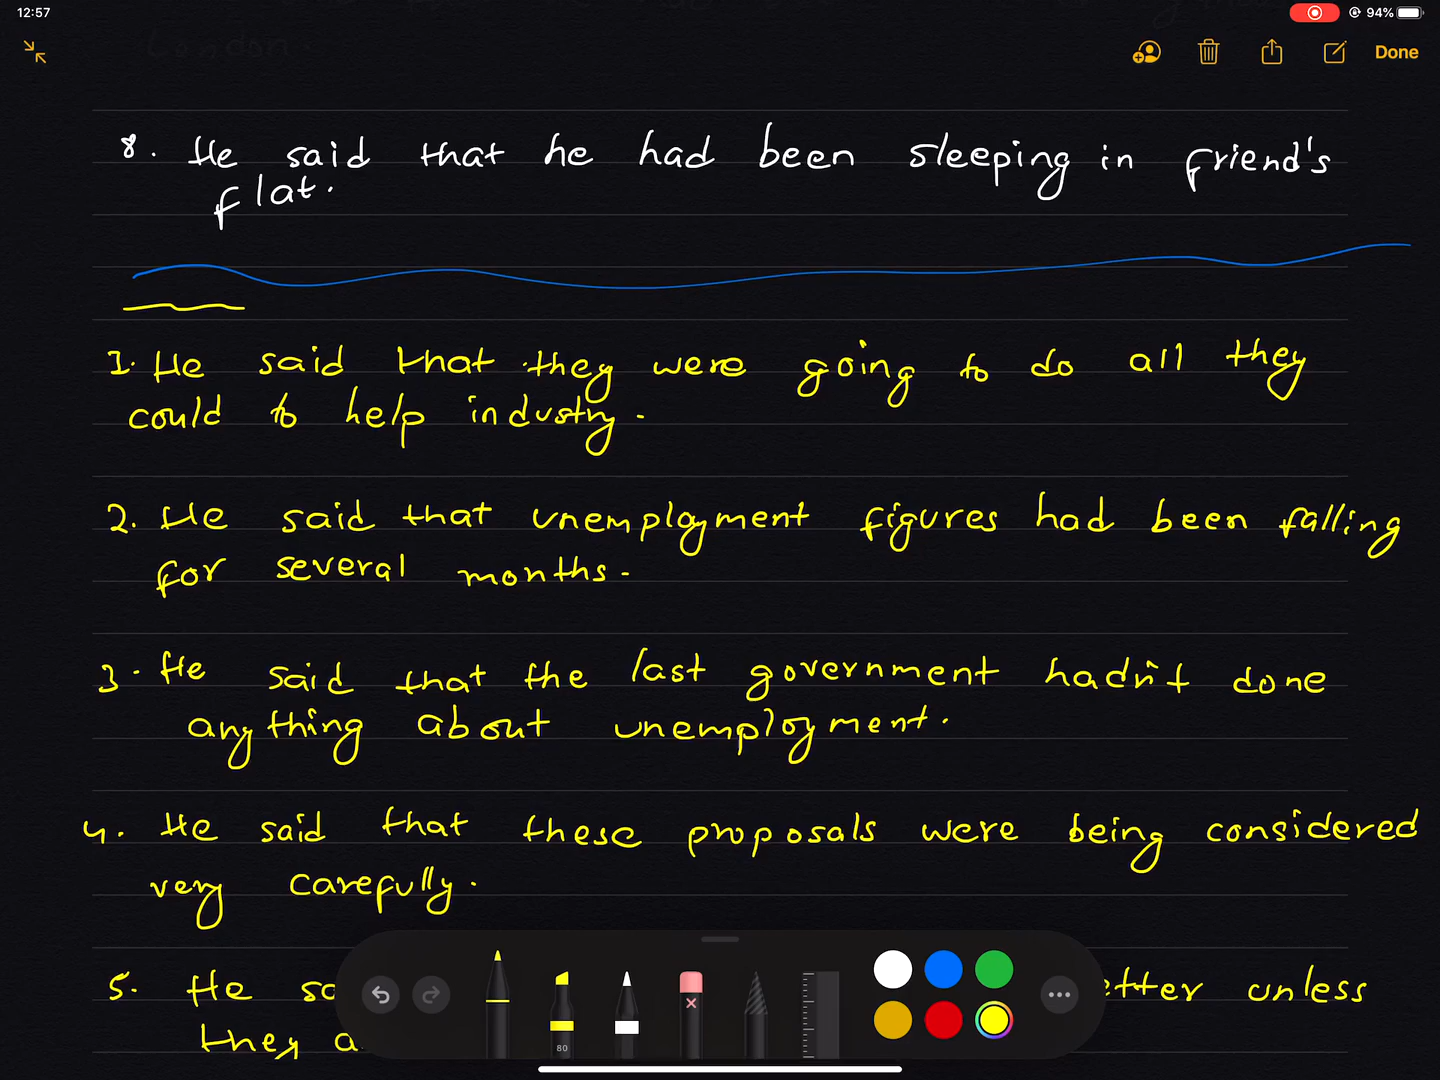 12:57
94%
London
Done
8. He said that he had been sleeping in friend's
flat.
1. He said that they were going to do all they
could to help industry.
2. He said that unemployment figures had been falling
for several months.
3. He said that the last government hadn't done
anything about unemployment.
4. He said that these proposals were being considered
very carefully.
5. He unless
they
80